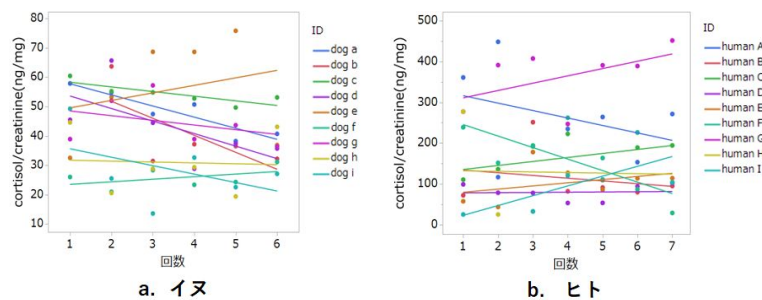 cortisol/creatinine(ng/mg)
80
70
60
50
40
30
20
10
1 2 3 4 5 6
回数
ID
dog a
dog b
dog c
dog d
dog e
dog f
dog g
dog h
dog i
a. イヌ
cortisol/creatinine(ng/mg)
500
400
300
200
100
0
1 2 3 4 5 6 7
回数
ID
human A
human B
human C
human D
human E
human F
human G
human H
human I
b. ヒト